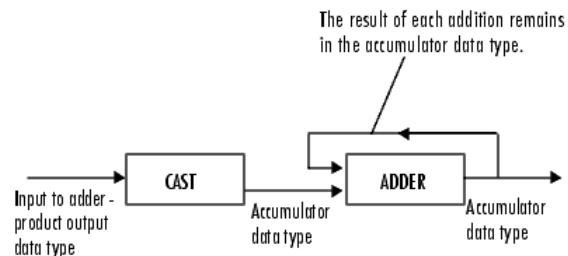 The result of each addition remains
in the accumulator data type.
CAST
ADDER
Input to adder -
product output
data type
Accumulator
data type
Accumulator
data type